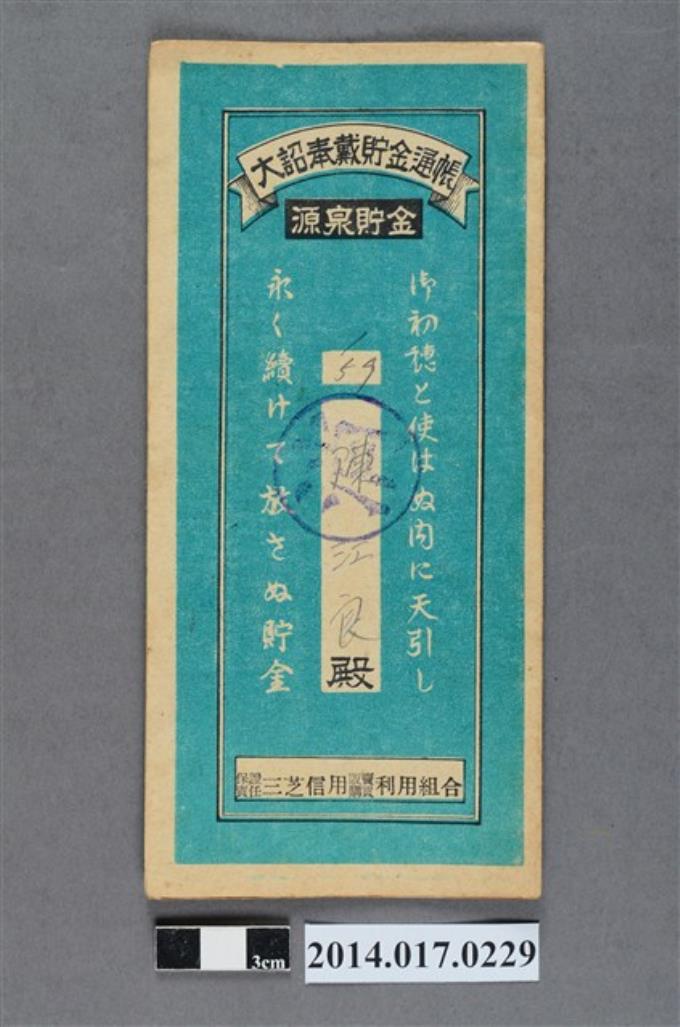 大詔奉戴貯金通帳
源泉貯金
御初穂と使はぬ内に天引し
永く續けて放さぬ貯金
159
陳江良殿
保證責任三芝信用販賣購買利用組合
3cm
2014.017.0229